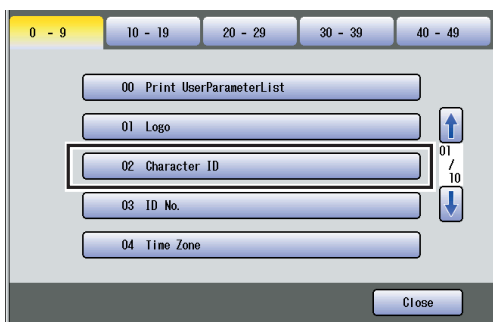 0 - 9 10 - 19 20 - 29 30 - 39 40 - 49
00 Print UserParameterList
01 Logo
02 Character ID
01
/
10
03 ID No.
04 Time Zone
Close